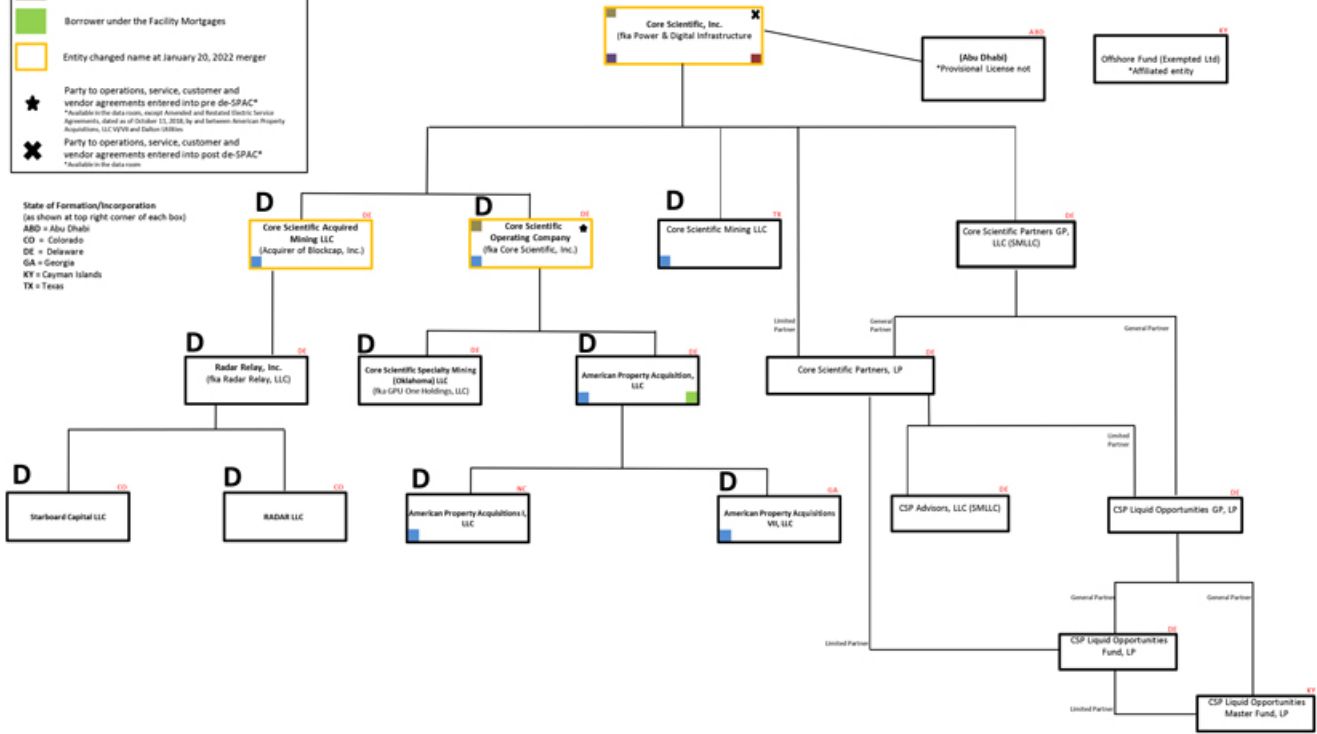 Borrower under the Facility Mortgages
Entity changed name at January 20, 2022 merger
Party to operations, service, customer and
vendor agreements entered into pre de-SPAC*
*Available in the data room, except Amended and Restated Electric Service
Agreements, dated as of October 11, 2018, by and between American Property
Acquisitions, LLC VI/VII and Dalton Utilities
Party to operations, service, customer and
vendor agreements entered into post de-SPAC*
*Available in the data room
State of Formation/Incorporation
(as shown at top right corner of each box)
ABD = Abu Dhabi
CO = Colorado
DE = Delaware
GA = Georgia
KY = Cayman Islands
TX = Texas
Core Scientific, Inc.
(fka Power & Digital Infrastructure
ABD
(Abu Dhabi)
*Provisional License not
KY
Offshore Fund (Exempted Ltd)
*Affiliated entity
D
DE
Core Scientific Acquired
Mining LLC
(Acquirer of Blockcap, Inc.)
D
DE
Core Scientific
Operating Company
(fka Core Scientific, Inc.)
D
TX
Core Scientific Mining LLC
DE
Core Scientific Partners GP,
LLC (SMLLC)
Limited
Partner
General
Partner
General Partner
D
DE
Radar Relay, Inc.
(fka Radar Relay, LLC)
D
DE
Core Scientific Specialty Mining
(Oklahoma) LLC
(fka GPU One Holdings, LLC)
D
DE
American Property Acquisition,
LLC
DE
Core Scientific Partners, LP
Limited
Partner
D
CO
Starboard Capital LLC
D
CO
RADAR LLC
D
NC
American Property Acquisitions I,
LLC
D
GA
American Property Acquisitions
VII, LLC
DE
CSP Advisors, LLC (SMLLC)
DE
CSP Liquid Opportunities GP, LP
General Partner
General Partner
Limited Partner
DE
CSP Liquid Opportunities
Fund, LP
Limited Partner
KY
CSP Liquid Opportunities
Master Fund, LP